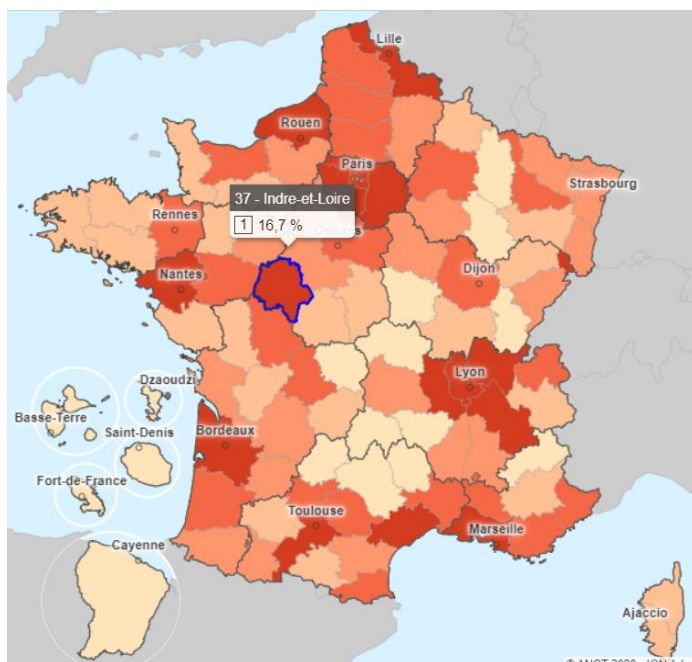 Lille
Rouen
Paris
Strasbourg
37 - Indre-et-Loire
1 16,7 %
Rennes
Orléans
Nantes
Dijon
Lyon
Dzaoudzi
Basse-Terre
Saint-Denis
Bordeaux
Fort-de-France
Toulouse
Marseille
Cayenne
Ajaccio